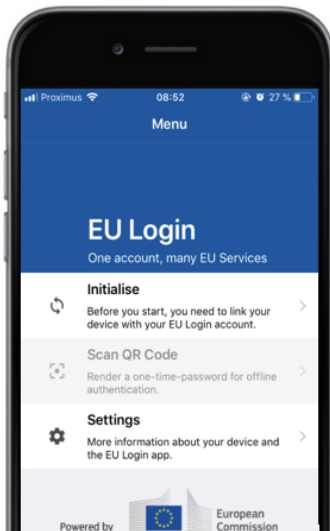 Proximus 08:52 27 %
Menu
EU Login
One account, many EU Services
Initialise
Before you start, you need to link your
device with your EU Login account.
Scan QR Code
Render a one-time-password for offline
authentication.
Settings
More information about your device and
the EU Login app.
Powered by
European
Commission